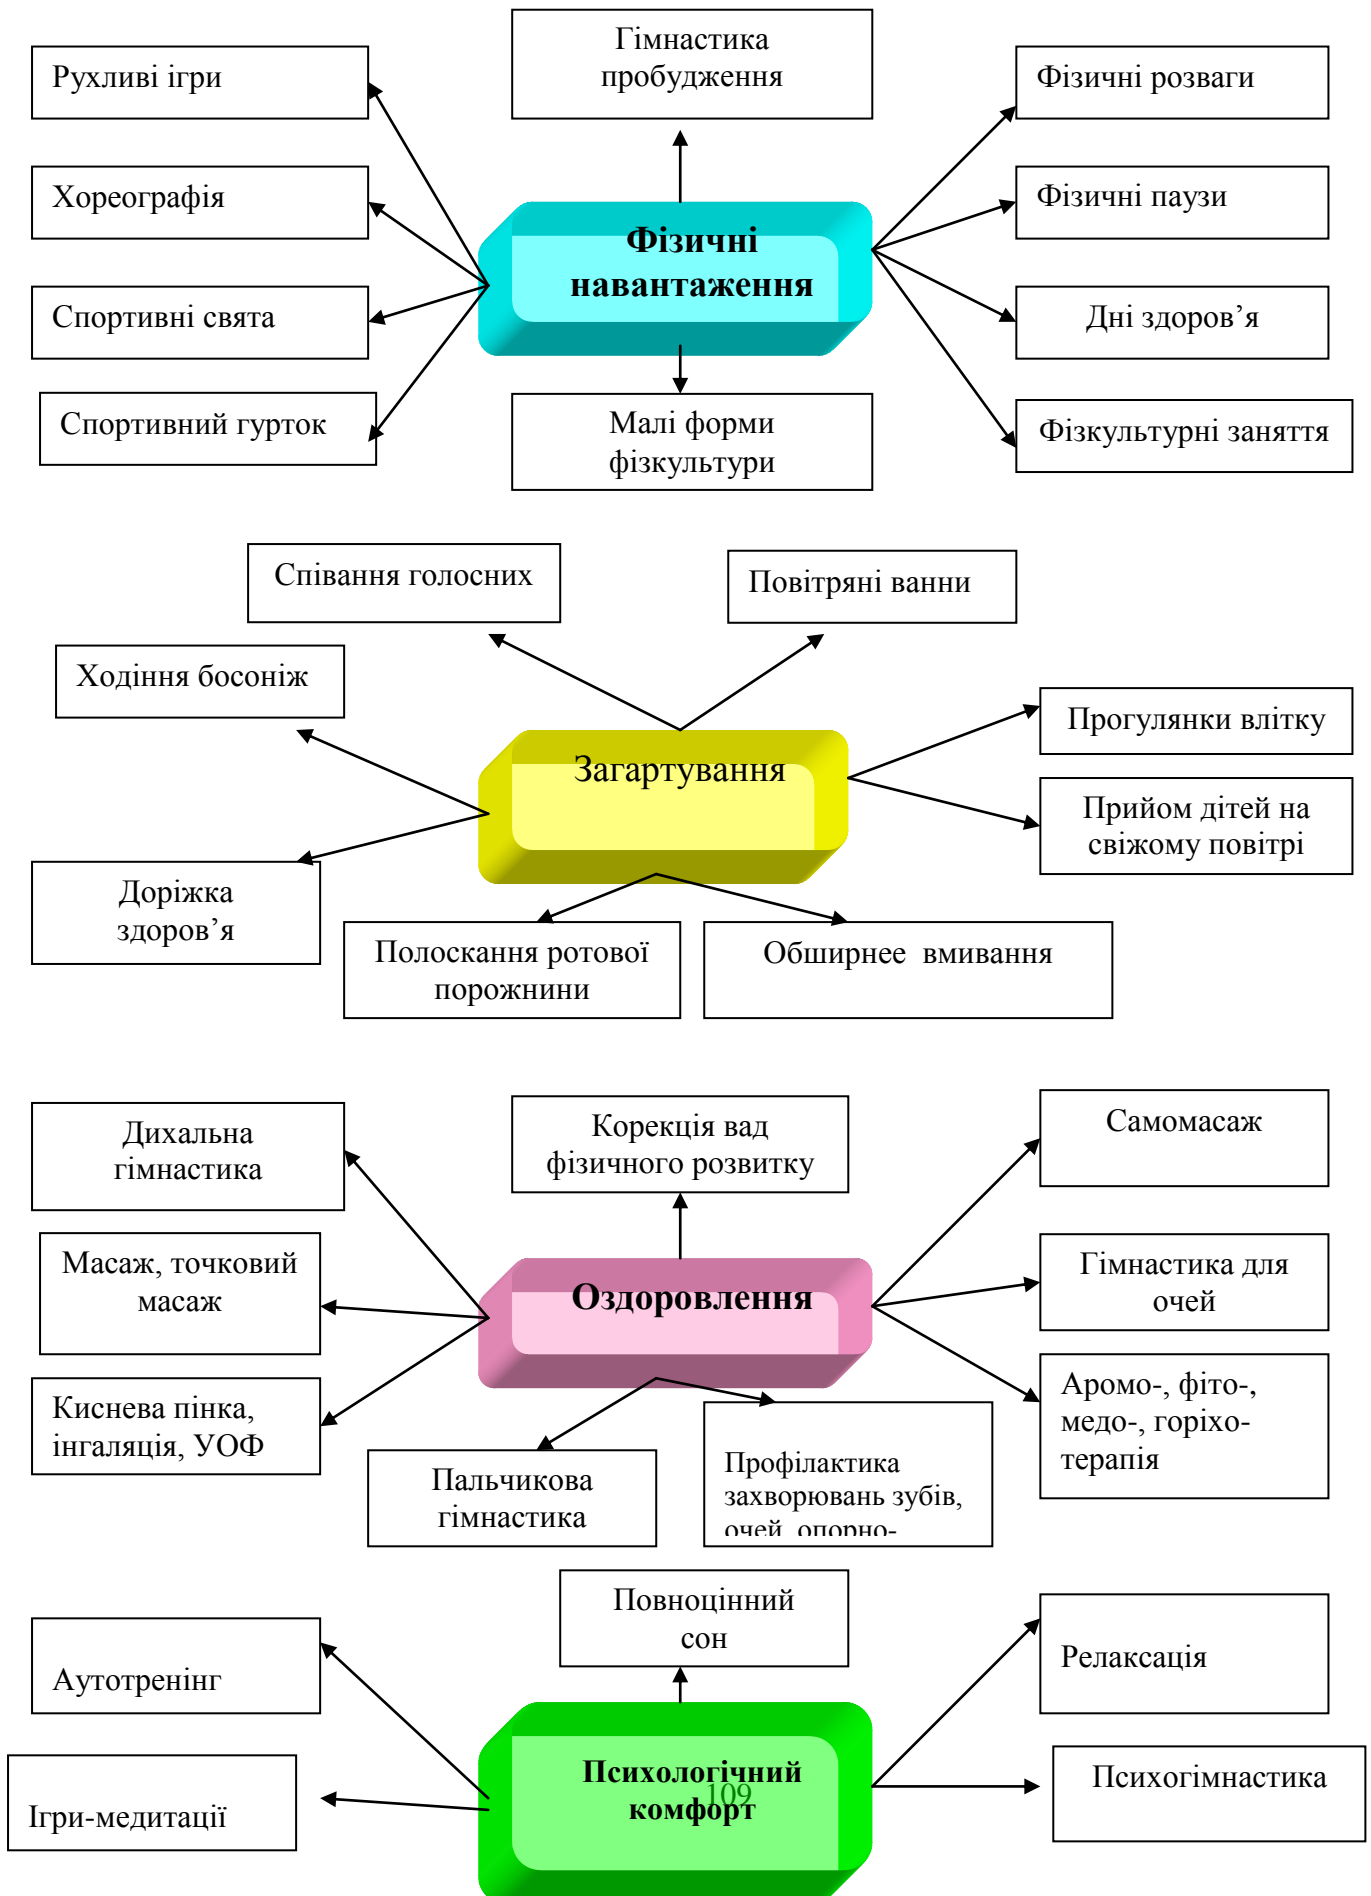 Гімнастика
пробудження
Рухливі ігри
Фізичні розваги
Хореографія
Фізичні паузи
Фізичні
навантаження
Спортивні свята
Дні здоров’я
Спортивний гурток
Малі форми
фізкультури
Фізкультурні заняття
Співання голосних
Повітряні ванни
Ходіння босоніж
Прогулянки влітку
Загартування
Прийом дітей на
свіжому повітрі
Доріжка
здоров’я
Полоскання ротової
порожнини
Обширнее вмивання
Дихальна
гімнастика
Корекція вад
фізичного розвитку
Самомасаж
Масаж, точковий
масаж
Оздоровлення
Гімнастика для
очей
Киснева пінка,
інгаляція, УОФ
Аромо-, фіто-,
медо-, горіхо-
терапія
Пальчикова
гімнастика
Профілактика
захворювань зубів,
очей, опорно-
Повноцінний
сон
Аутотренінг
Релаксація
Психологічний
комфорт
Психогімнастика
Ігри-медитації
109